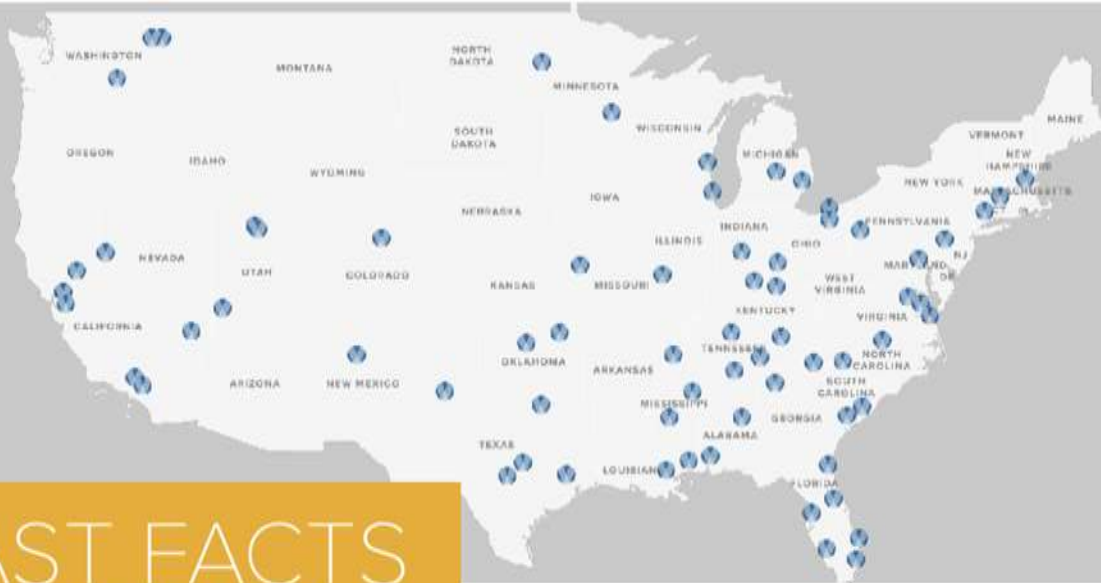 WASHINGTON
MONTANA
NORTH
DAKOTA
MINNESOTA
MAINE
VERMONT
WISCONSIN
SOUTH
DAKOTA
OREGON
IDAHO
MICHIGAN
NEW
HAMPSHIRE
WYOMING
NEW YORK
MASSACHUSETTS
IOWA
NEBRASKA
PENNSYLVANIA
INDIANA
ILLINOIS
OHIO
NEVADA
NJ
UTAH
COLORADO
MARYLAND
DE
KANSAS
MISSOURI
WEST
VIRGINIA
KENTUCKY
VIRGINIA
CALIFORNIA
TENNESSEE
NORTH
CAROLINA
OKLAHOMA
ARKANSAS
ARIZONA
NEW MEXICO
SOUTH
CAROLINA
MISSISSIPPI
GEORGIA
ALABAMA
TEXAS
LOUISIAN
FLORIDA
AST FACTS